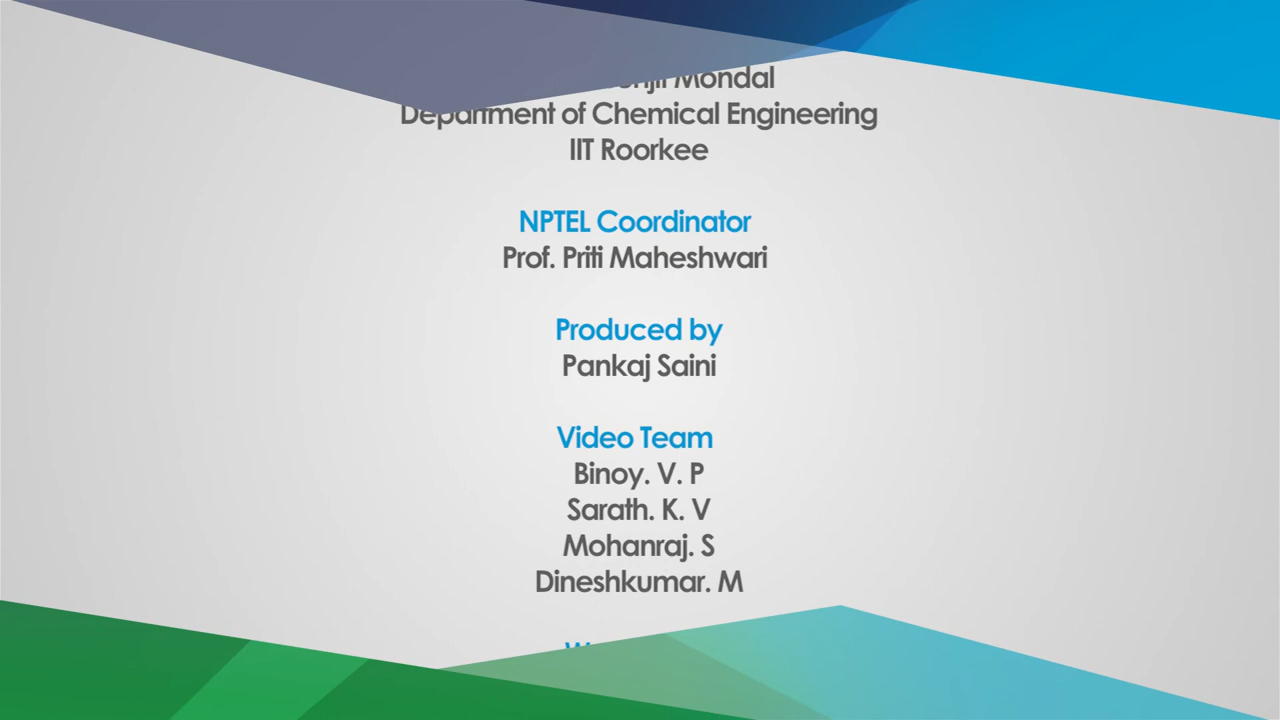 Mondal
Department of Chemical Engineering
IIT Roorkee
NPTEL Coordinator
Prof. Priti Maheshwari
Produced by
Pankaj Saini
Video Team
Binoy. V. P
Sarath. K. V
Mohanraj. S
Dineshkumar. M